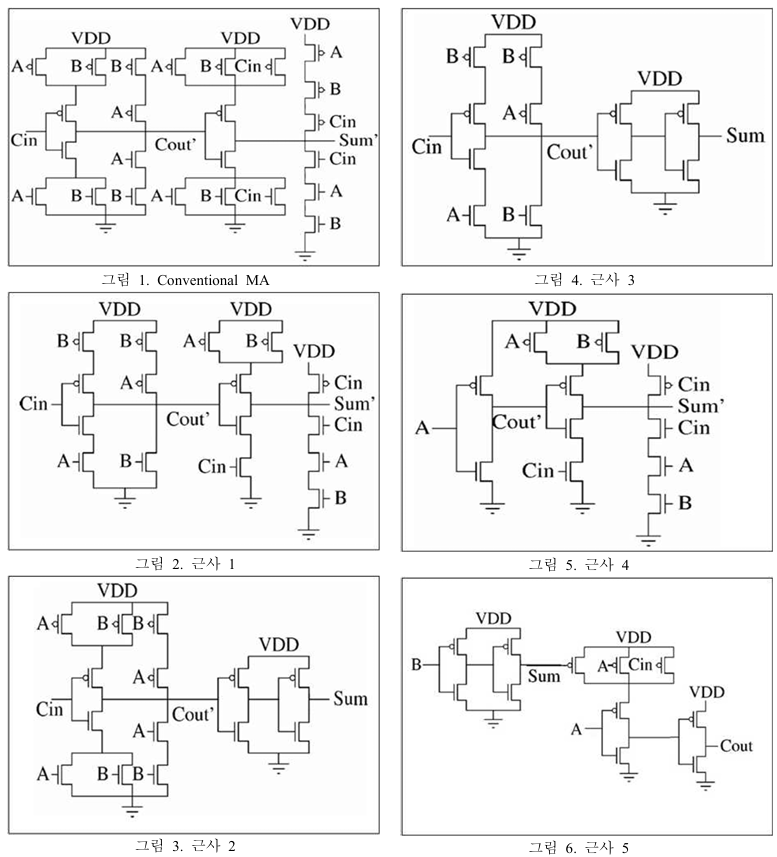 VDD VDD VDD
A B B A B Cin A
B
Cin A Cin
Cin Cout' Sum'
A Cin
A B B A B Cin A
B
그림 1. Conventional MA
VDD
B B
VDD
A
Cin Cout' Sum
A B
그림 4. 근사 3
VDD VDD
B B A B
VDD
A Cin
Cin Sum'
Cout' Cin
A B Cin A
B
그림 2. 근사 1
VDD
A B
VDD
Cin
A Cout' Sum'
Cin
Cin A
B
그림 5. 근사 4
VDD
A B B
VDD
A
Cin Cout' Sum
A
A B B
그림 3. 근사 2
VDD VDD
B Sum A Cin
VDD
A
Cout
그림 6. 근사 5